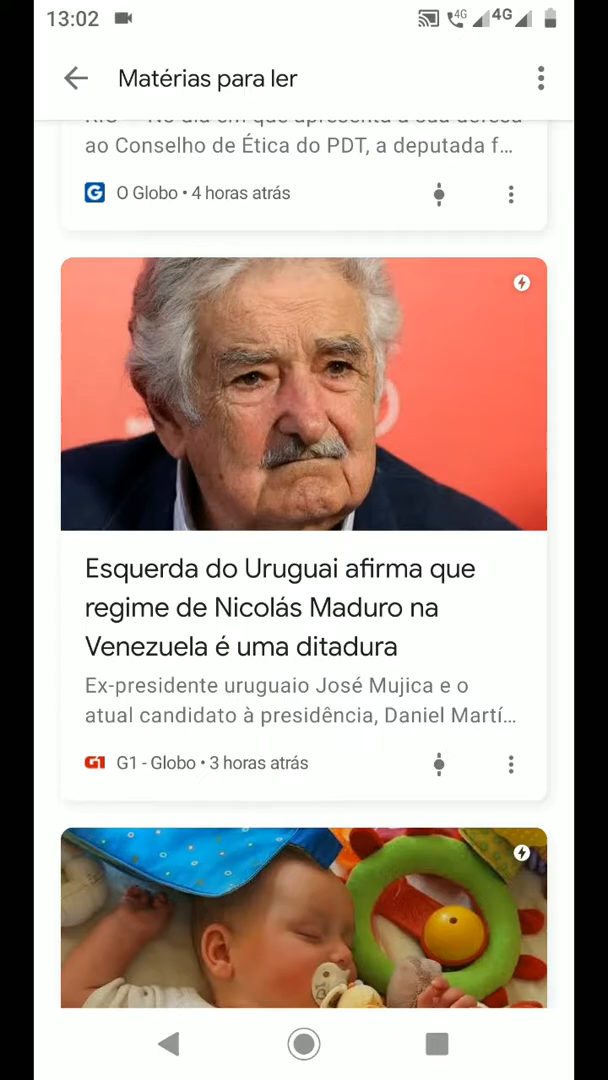 13:02
4G
4G
Matérias para ler
ao Conselho de Ética do PDT, a deputada f...
G O Globo • 4 horas atrás
Esquerda do Uruguai afirma que
regime de Nicolás Maduro na
Venezuela é uma ditadura
Ex-presidente uruguaio José Mujica e o
atual candidato à presidência, Daniel Martí...
G1 G1 - Globo • 3 horas atrás